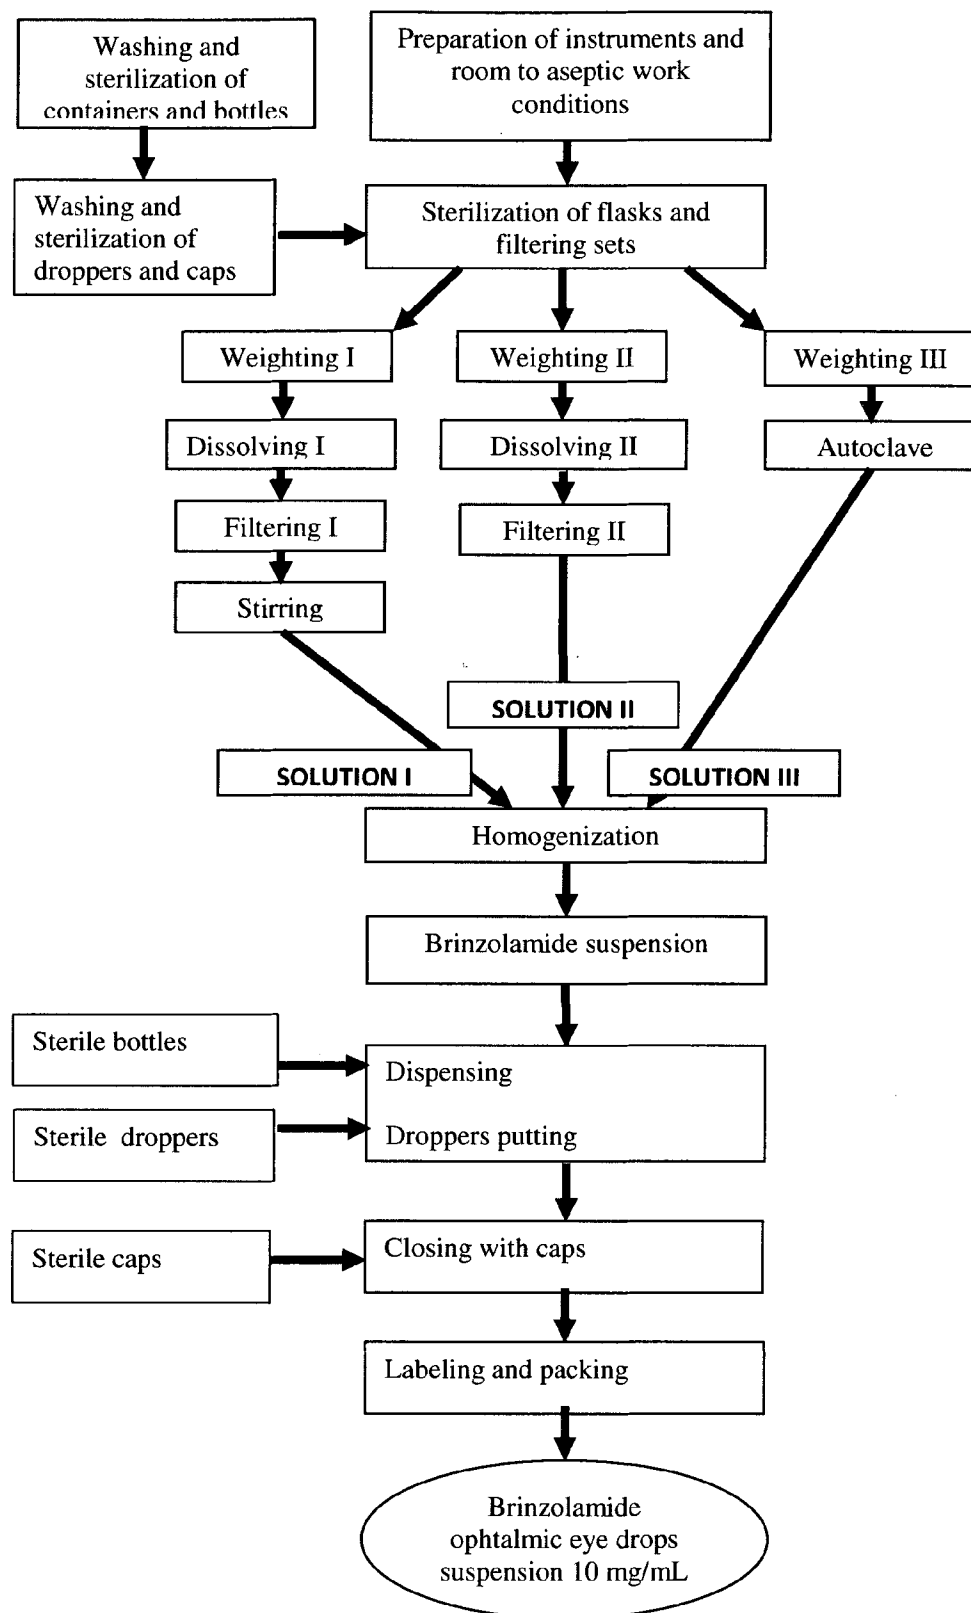 Washing and
sterilization of
containers and bottles
Preparation of instruments and
room to aseptic work
conditions
Washing and
sterilization of
droppers and caps
Sterilization of flasks and
filtering sets
Weighting I
Weighting II
Weighting III
Dissolving I
Dissolving II
Autoclave
Filtering I
Filtering II
Stirring
SOLUTION II
SOLUTION I
SOLUTION III
Homogenization
Brinzolamide suspension
Sterile bottles
Dispensing
Sterile droppers
Droppers putting
Sterile caps
Closing with caps
Labeling and packing
Brinzolamide
ophtalmic eye drops
suspension 10 mg/mL